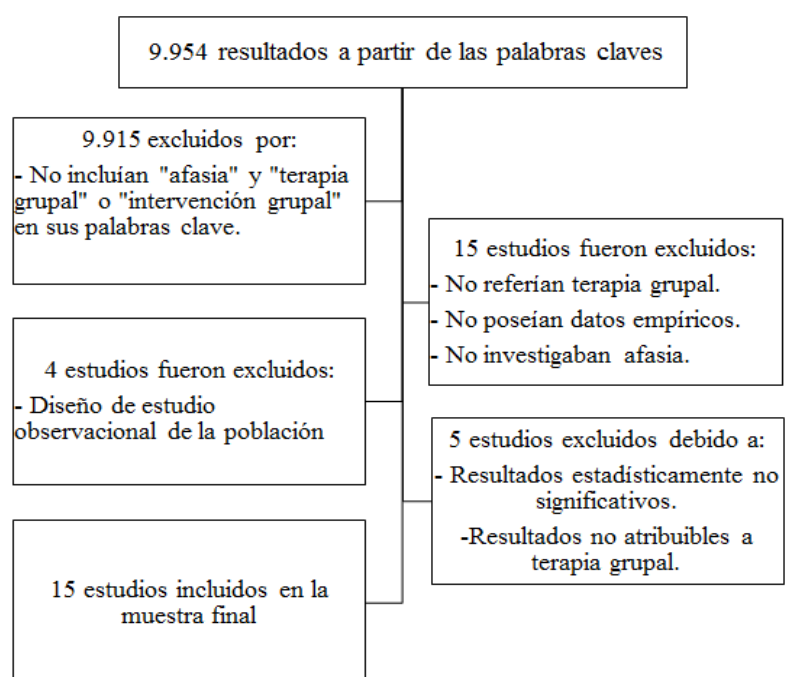 9.954 resultados a partir de las palabras claves
9.915 excluidos por:
- No incluían "afasia" y "terapia
grupal" o "intervención grupal"
en sus palabras clave.
15 estudios fueron excluidos:
- No referían terapia grupal.
- No poseían datos empíricos.
- No investigaban afasia.
4 estudios fueron excluidos:
- Diseño de estudio
observacional de la población
5 estudios excluidos debido a:
- Resultados estadísticamente no
significativos.
-Resultados no atribuibles a
terapia grupal.
15 estudios incluidos en la
muestra final